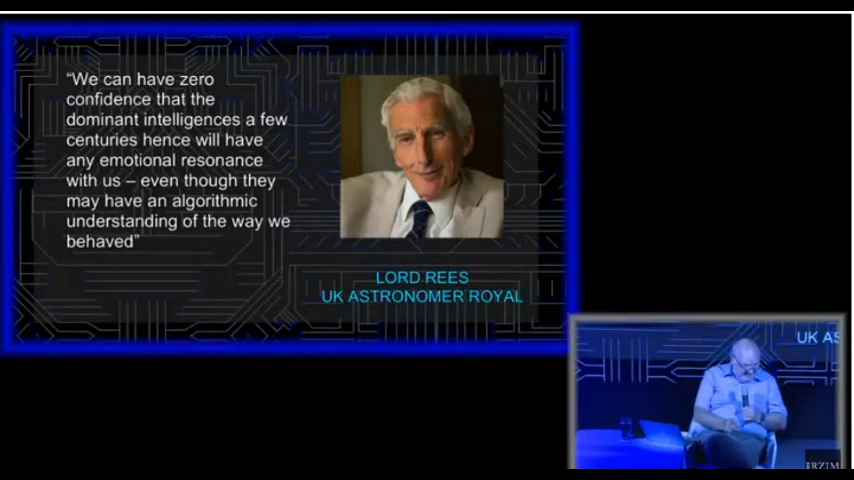 “We can have zero
confidence that the
dominant intelligences a few
centuries hence will have
any emotional resonance
with us – even though they
may have an algorithmic
understanding of the way we
behaved”
LORD REES
UK ASTRONOMER ROYAL
UK AS
RZIM